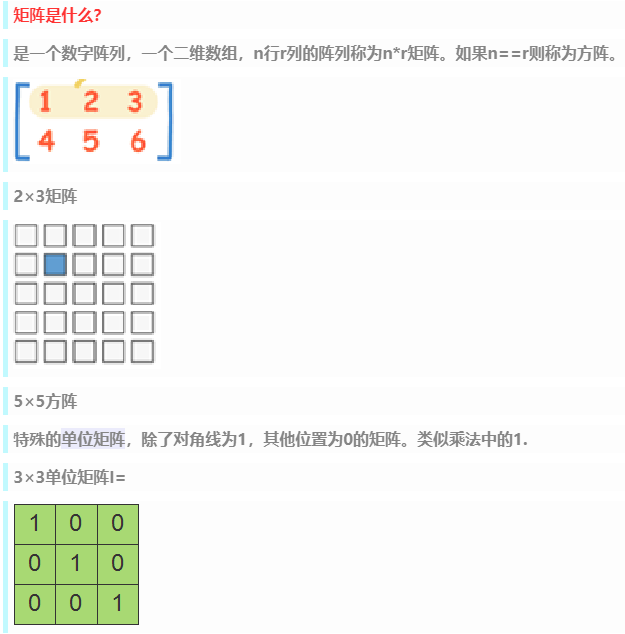 矩阵是什么?
是一个数字阵列，一个二维数组，n行r列的阵列称为n*r矩阵。如果n==r则称为方阵。
1 2 3
4 5 6
2×3矩阵
5×5方阵
特殊的单位矩阵，除了对角线为1，其他位置为0的矩阵。类似乘法中的1.
3×3单位矩阵I=
1 0 0
0 1 0
0 0 1